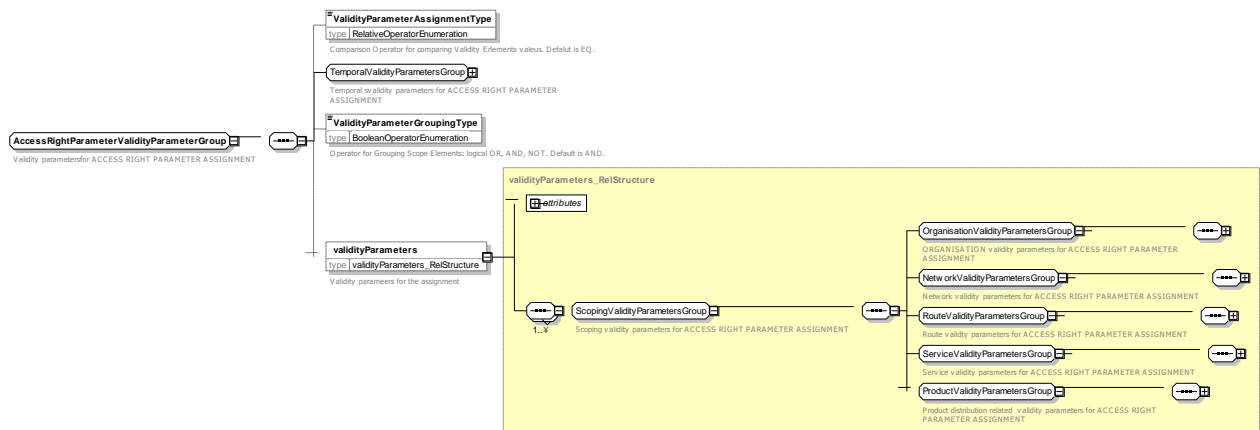 ValidityParameterAssignmentType
type RelativeOperatorEnumeration
Comparison Operator for comparing Validity Erlements valeus. Defalut is EQ.
TemporalValidityParametersGroup
Temporal svalidity parameters for ACCESS RIGHT PARAMETER
ASSIGNMENT
AccessRightParameterValidityParameterGroup
Validity parametersfor ACCESS RIGHT PARAMETER ASSIGNMENT
ValidityParameterGroupingType
type BooleanOperatorEnumeration
Operator for Grouping Scope Elements: logical OR, AND, NOT. Default is AND.
validityParameters
type validityParameters_RelStructure
Validity parameers for the assignment
validityParameters_RelStructure
attributes
1..¥
ScopingValidityParametersGroup
Scoping validity parameters for ACCESS RIGHT PARAMETER ASSIGNMENT
OrganisationValidityParametersGroup
ORGANISATION validity parameters for ACCESS RIGHT PARAMETER
ASSIGNMENT
NetworkValidityParametersGroup
Network validity parameters for ACCESS RIGHT PARAMETER ASSIGNMENT
RouteValidityParametersGroup
Route validty parameters for ACCESS RIGHT PARAMETER ASSIGNMENT
ServiceValidityParametersGroup
Service validity parameters for ACCESS RIGHT PARAMETER ASSIGNMENT
ProductValidityParametersGroup
Product distribution related validity parameters for ACCESS RIGHT
PARAMETER ASSIGNMENT